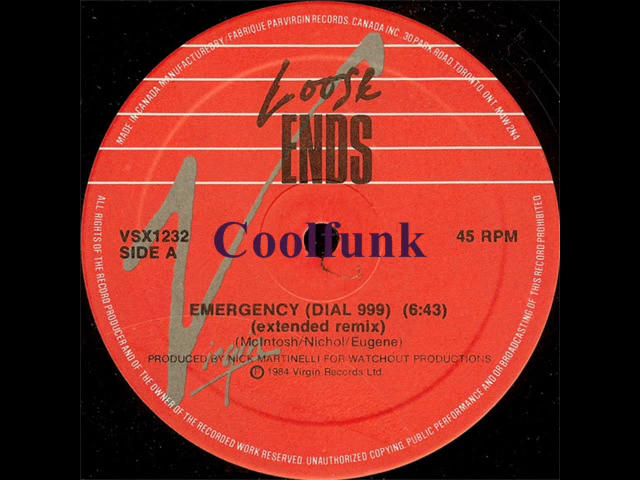 MADE IN CANADA. MANUFACTURED BY / FABRIQUE PAR VIRGIN RECORDS, CANADA INC. 30 PARK ROAD, TORONTO, ONT. M4W 2N4
Loose
ENDS
VSX1232
SIDE A
45 RPM
Coolfunk
EMERGENCY (DIAL 999) (6:43)
(extended remix)
(McIntosh/Nichol/Eugene)
PRODUCED BY NICK MARTINELLI FOR WATCHOUT PRODUCTIONS
Ⓟ 1984 Virgin Records Ltd.
Virgin
ALL RIGHTS OF THE RECORD PRODUCER AND OF THE OWNER OF THE RECORDED WORK RESERVED. UNAUTHORIZED COPYING, PUBLIC PERFORMANCE AND/OR BROADCASTING OF THIS RECORD PROHIBITED